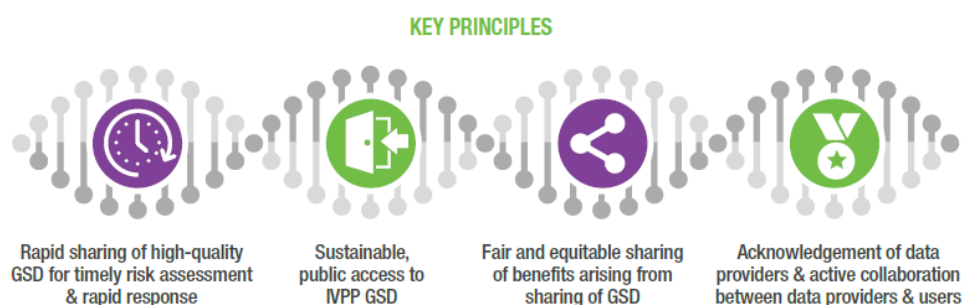 KEY PRINCIPLES
Rapid sharing of high-quality
GSD for timely risk assessment
& rapid response
Sustainable,
public access to
IVPP GSD
Fair and equitable sharing
of benefits arising from
sharing of GSD
Acknowledgement of data
providers & active collaboration
between data providers & users